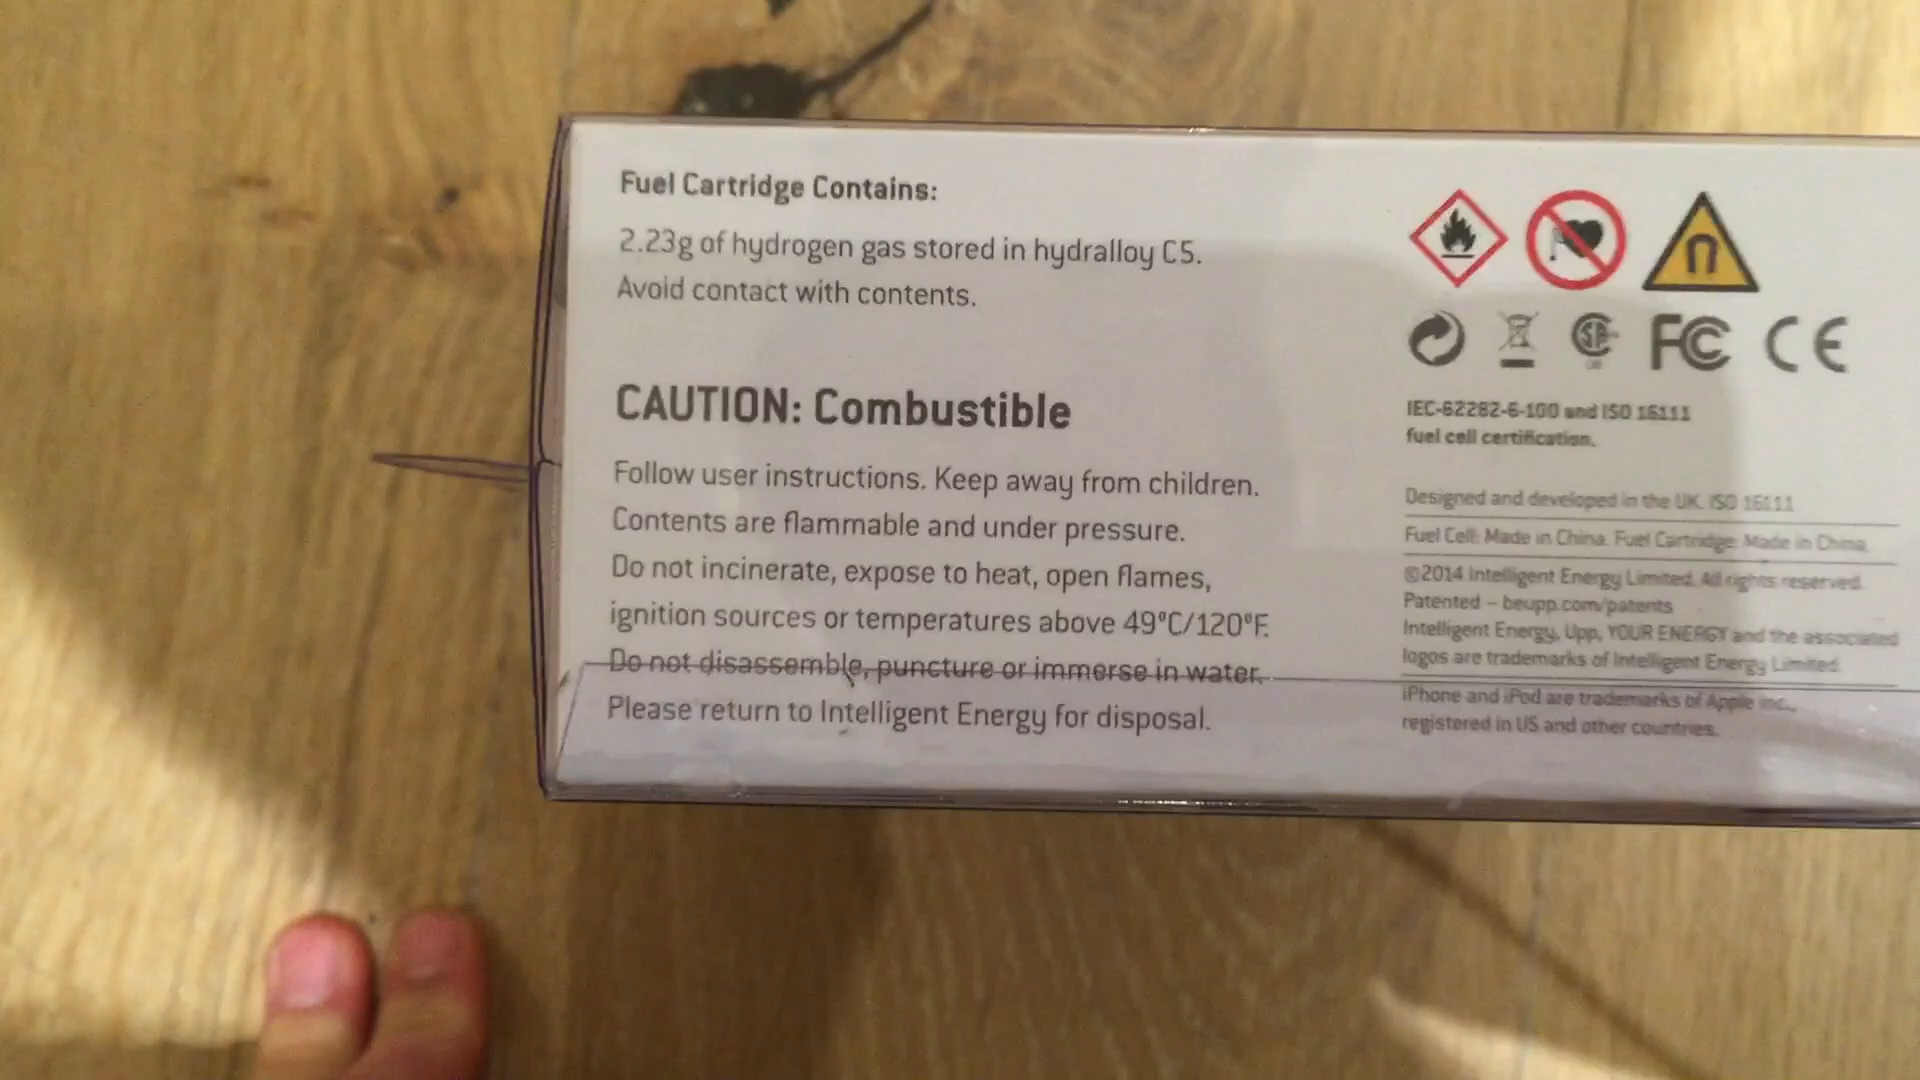 Fuel Cartridge Contains:
2.23g of hydrogen gas stored in hydralloy C5.
Avoid contact with contents.
CAUTION: Combustible
Follow user instructions. Keep away from children.
Contents are flammable and under pressure.
Do not incinerate, expose to heat, open flames,
ignition sources or temperatures above 49°C/120°F.
Do not disassemble, puncture or immerse in water.
Please return to Intelligent Energy for disposal.
SA
FC CE
IEC-62282-6-100 and ISO 16111
fuel cell certification.
Designed and developed in the UK. ISO 16111
Fuel Cell: Made in China. Fuel Cartridge: Made in China
©2014 Intelligent Energy Limited. All rights reserved.
Patented – beupp.com/patents
Intelligent Energy, Upp, YOUR ENERGY and the associated
logos are trademarks of Intelligent Energy Limited.
iPhone and iPod are trademarks of Apple Inc.,
registered in US and other countries.